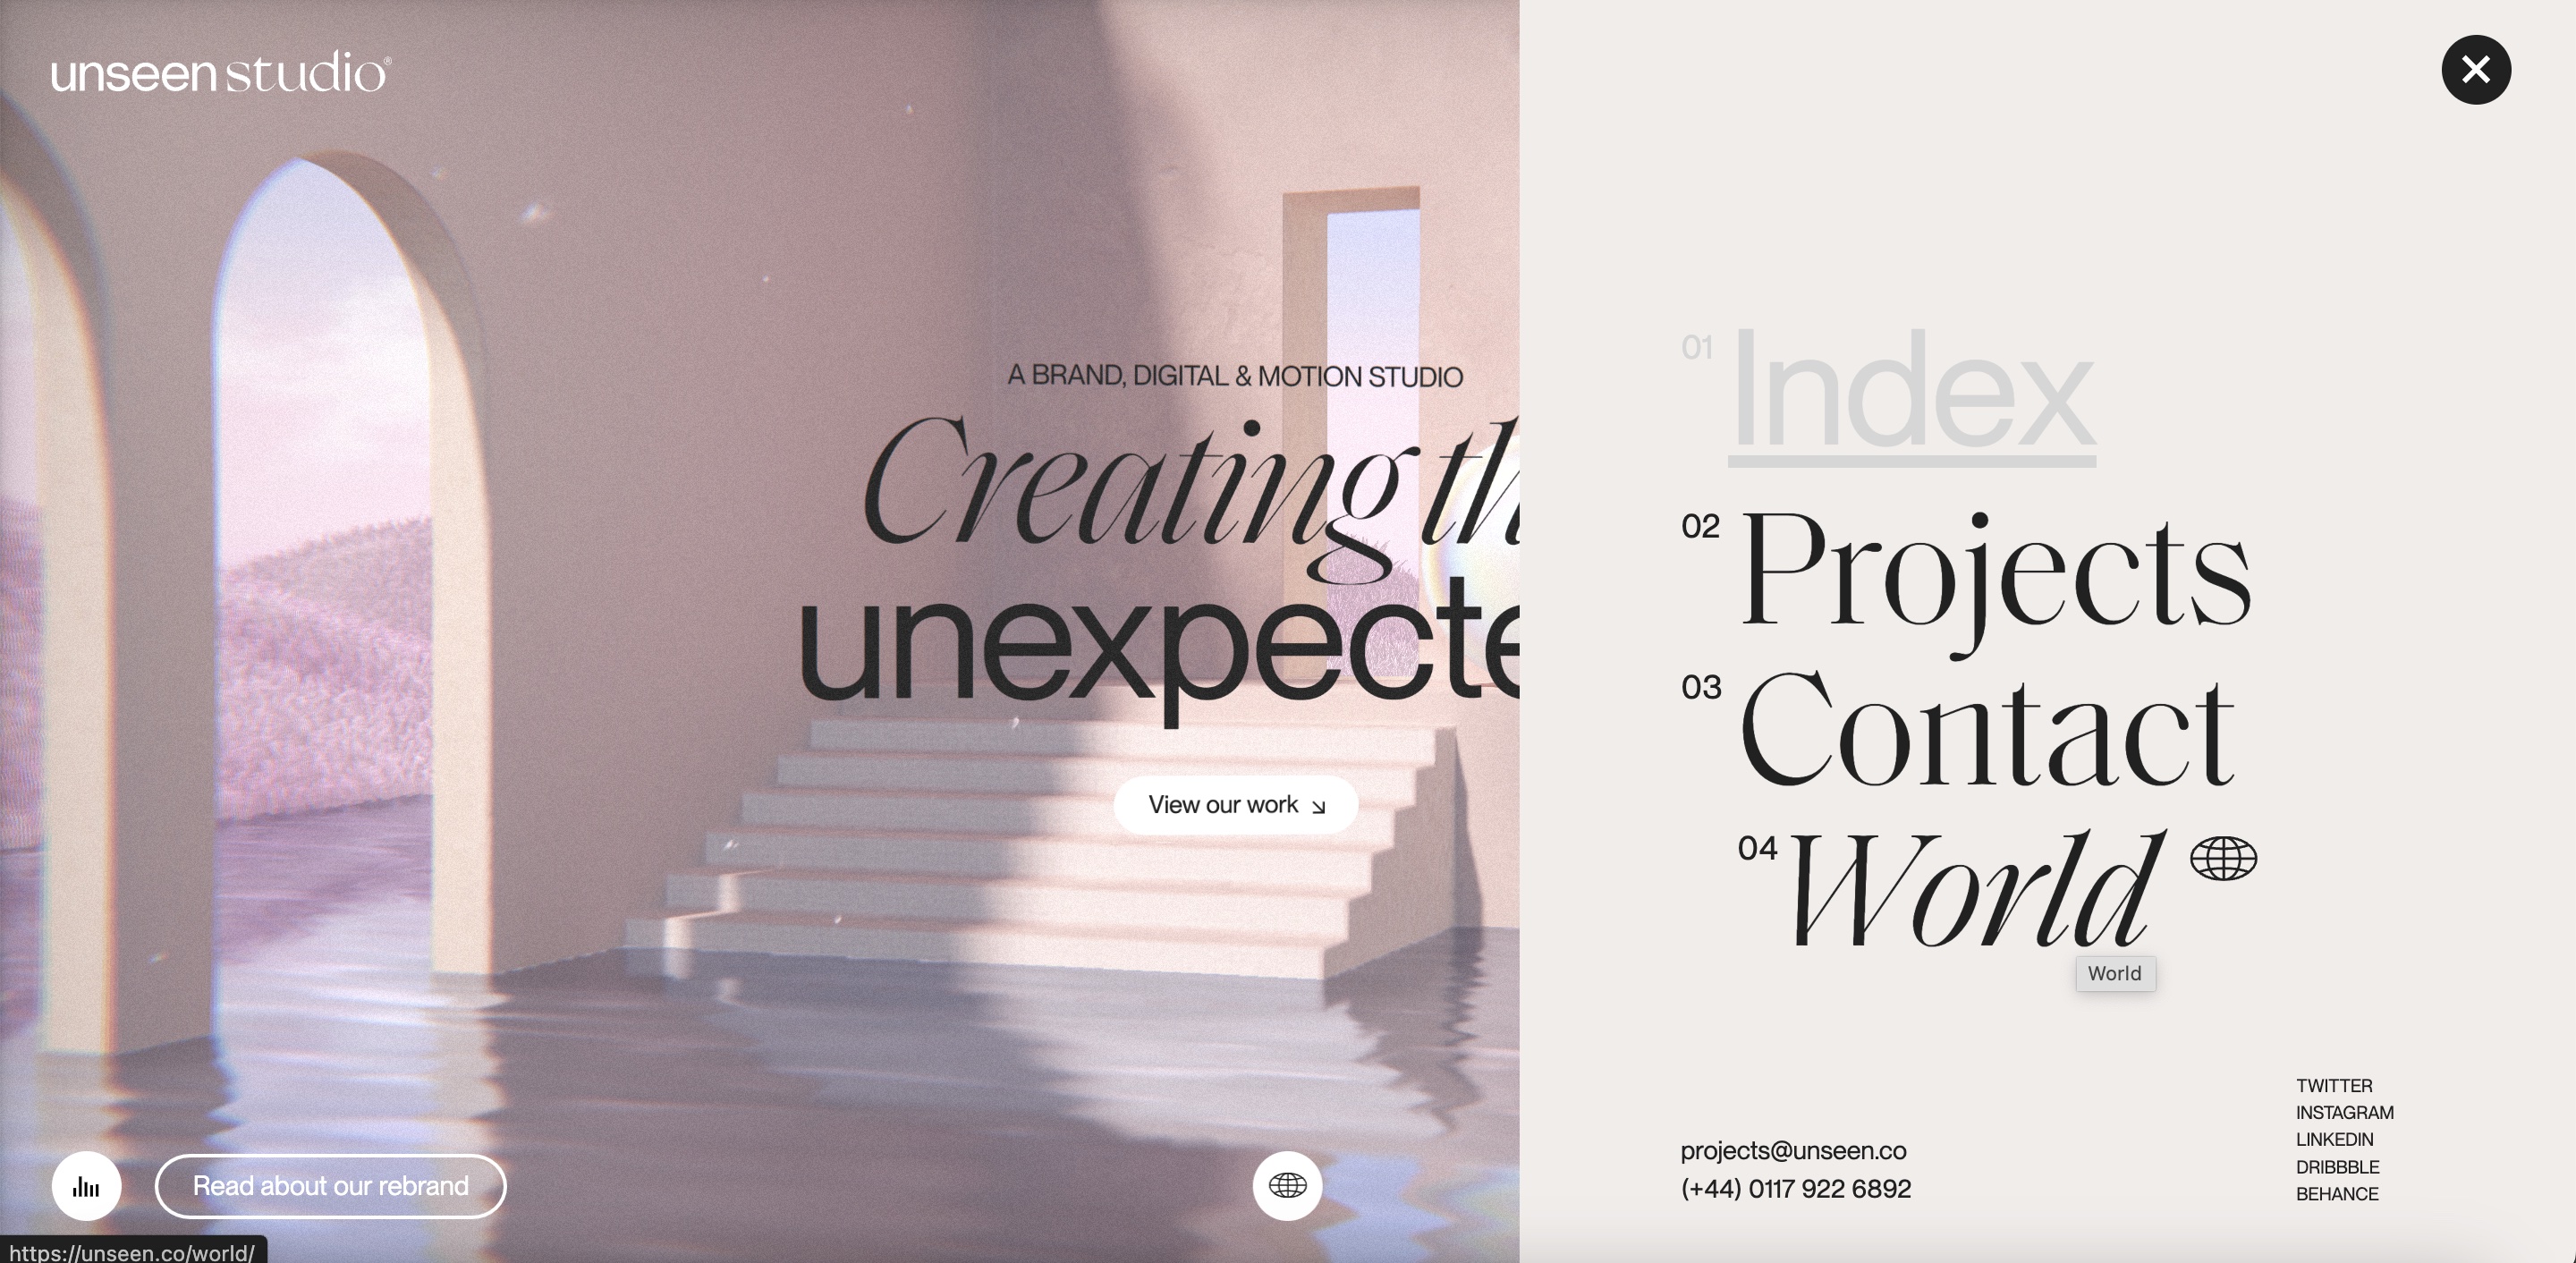 unseen studio®
A BRAND, DIGITAL & MOTION STUDIO
Creating th
unexpecte
View our work
Read about our rebrand
https://unseen.co/world/
01 Index
02 Projects
03 Contact
04 World
World
projects@unseen.co
(+44) 0117 922 6892
TWITTER
INSTAGRAM
LINKEDIN
DRIBBBLE
BEHANCE